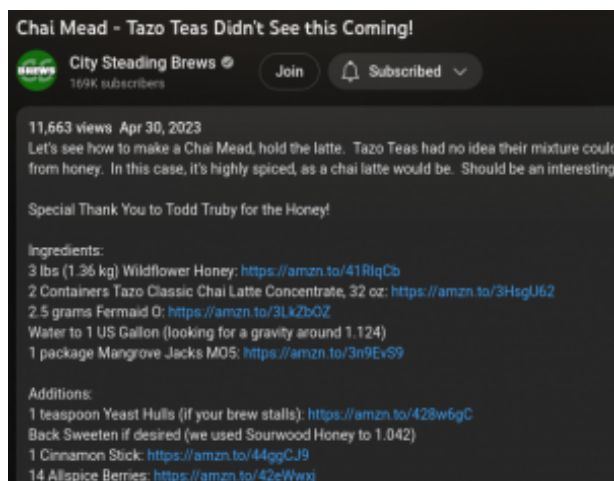 Chai Mead - Tazo Teas Didn't See this Coming!
BREWS
City Steading Brews
169K subscribers
Join
Subscribed
11,663 views Apr 30, 2023
Let's see how to make a Chai Mead, hold the latte. Tazo Teas had no idea their mixture could
from honey. In this case, it's highly spiced, as a chai latte would be. Should be an interesting
Special Thank You to Todd Truby for the Honey!
Ingredients:
3 lbs (1.36 kg) Wildflower Honey: https://amzn.to/41RlqCb
2 Containers Tazo Classic Chai Latte Concentrate, 32 oz: https://amzn.to/3HsgU62
2.5 grams Fermaid O: https://amzn.to/3LkZbOZ
Water to 1 US Gallon (looking for a gravity around 1.124)
1 package Mangrove Jacks M05: https://amzn.to/3n9EvS9
Additions:
1 teaspoon Yeast Hulls (if your brew stalls): https://amzn.to/428w6gC
Back Sweeten if desired (we used Sourwood Honey to 1.042)
1 Cinnamon Stick: https://amzn.to/44ggCJ9
14 Allspice Berries: https://amzn.to/42eWwxj